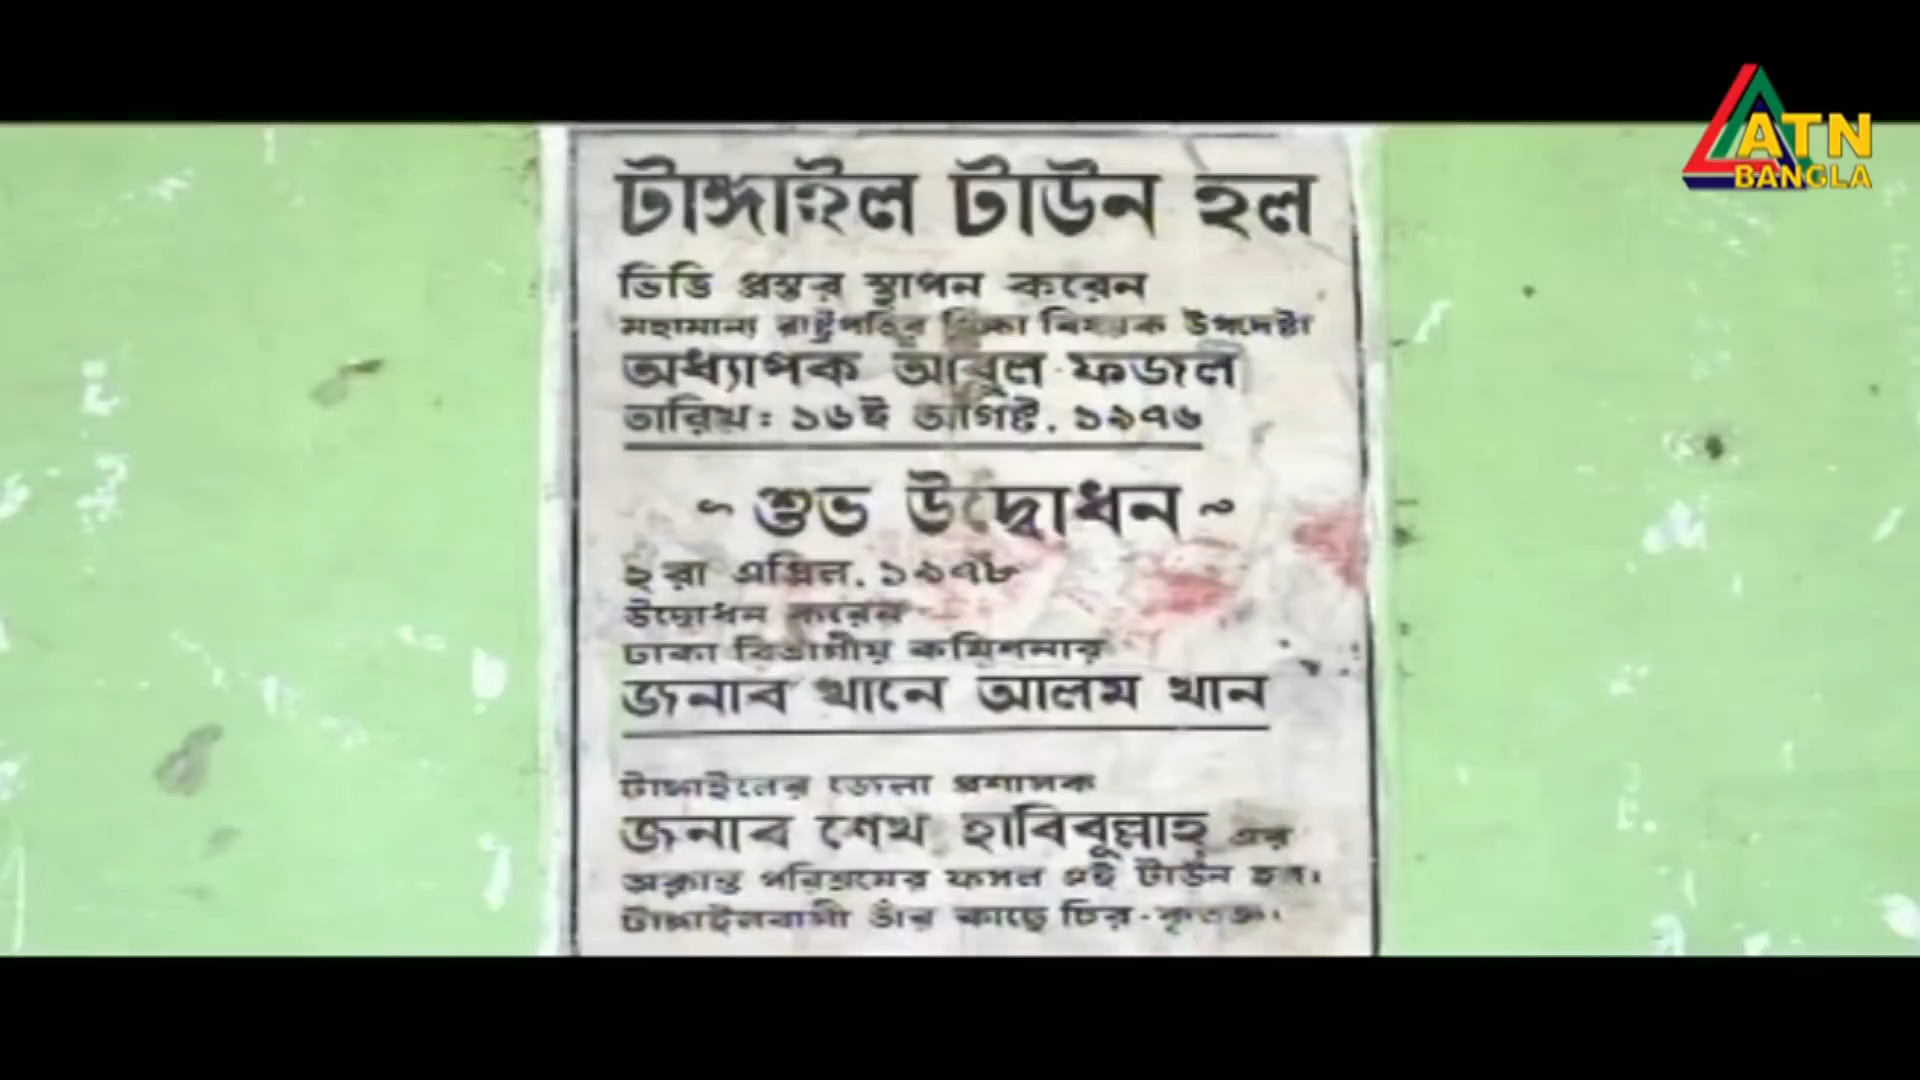 টাঙ্গাইল টাউন হল
ভিত্তি প্রস্তর স্থাপন করেন
মহামান্য রাষ্ট্রপতির শিক্ষা বিষয়ক উপদেষ্টা
অধ্যাপক আবুল ফজল
তারিখ: ১৬ই আগষ্ট, ১৯৭৬
~ শুভ উদ্বোধন ~
২রা এপ্রিল, ১৯৭৮
উদ্বোধন করেন
ঢাকা বিভাগীয় কমিশনার
জনাব খানে আলম খান
টাঙ্গাইলের জেলা প্রশাসক
জনাব শেখ হাবিবুল্লাহ্ এর
অক্লান্ত পরিশ্রমের ফসল এই টাউন হল।
টাঙ্গাইলবাসী তাঁর কাছে চির-কৃতজ্ঞ।
ATN
BANGLA